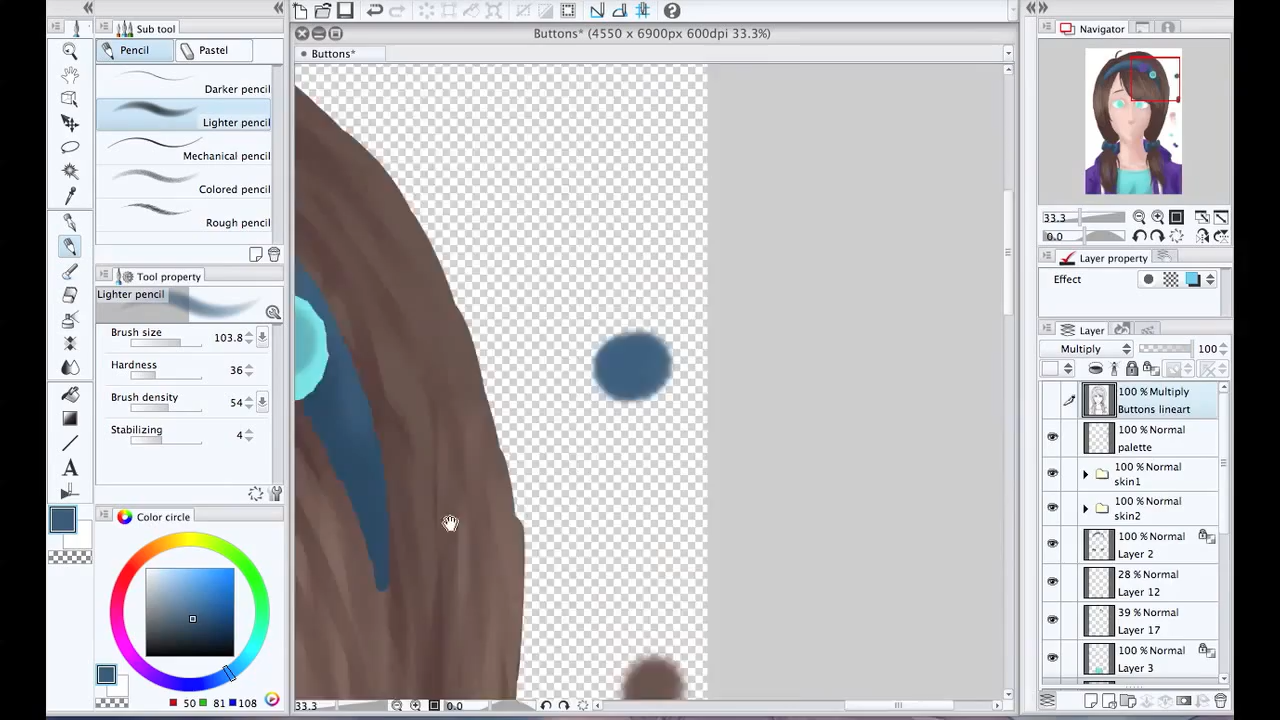 Buttons* (4550 x 6900px 600dpi 33.3%)
Buttons*
Sub tool
Pencil
Pastel
Darker pencil
Lighter pencil
Mechanical pencil
Colored pencil
Rough pencil
Tool property
Lighter pencil
Brush size
103.8
Hardness
36
Brush density
54
Stabilizing
4
A
Color circle
50
81
108
33.3
0.0
Navigator
33.3
0.0
Layer property
Effect
Layer
Multiply
100
100 % Multiply
Buttons lineart
100 % Normal
palette
100 % Normal
skin1
100 % Normal
skin2
100 % Normal
Layer 2
28 % Normal
Layer 12
39 % Normal
Layer 17
100 % Normal
Layer 3